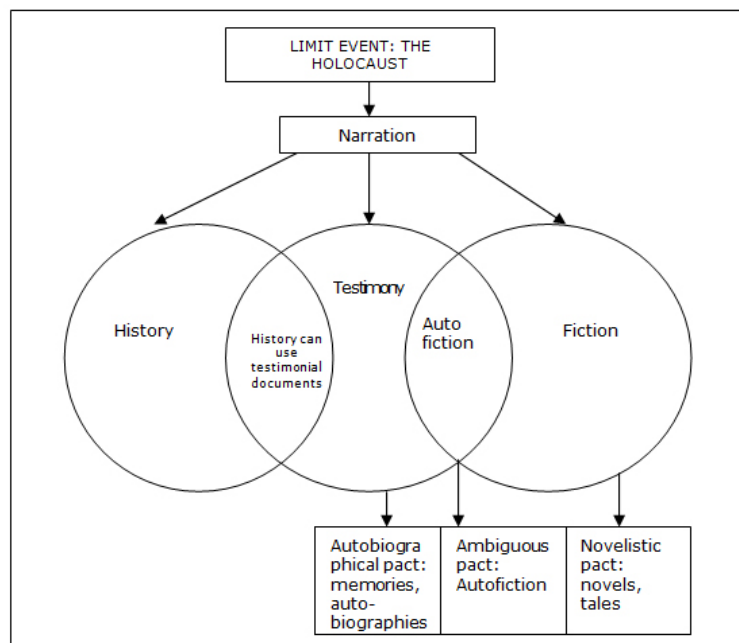 LIMIT EVENT: THE
HOLOCAUST
Narration
History
History can
use
testimonial
documents
Testimony
Auto
fiction
Fiction
Autobiogra
phical pact:
memories,
auto-
biographies
Ambiguous
pact:
Autofiction
Novelistic
pact:
novels,
tales